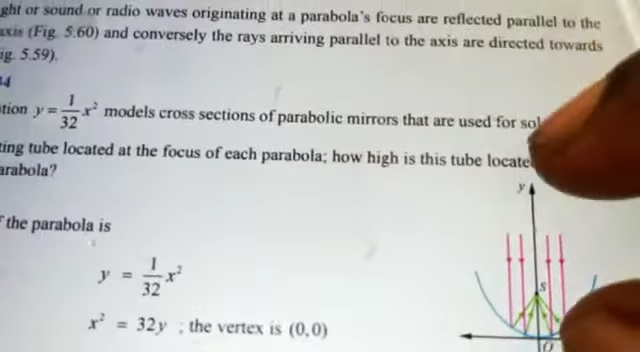 ght or sound or radio waves originating at a parabola's focus are reflected parallel to the
axis (Fig. 5.60) and conversely the rays arriving parallel to the axis are directed towards
ig. 5.59).
4
tion y = 1/32 x² models cross sections of parabolic mirrors that are used for sol
ting tube located at the focus of each parabola; how high is this tube locate
arabola?
y
f the parabola is
y = 1/32 x²
S
x² = 32y ; the vertex is (0,0)
O